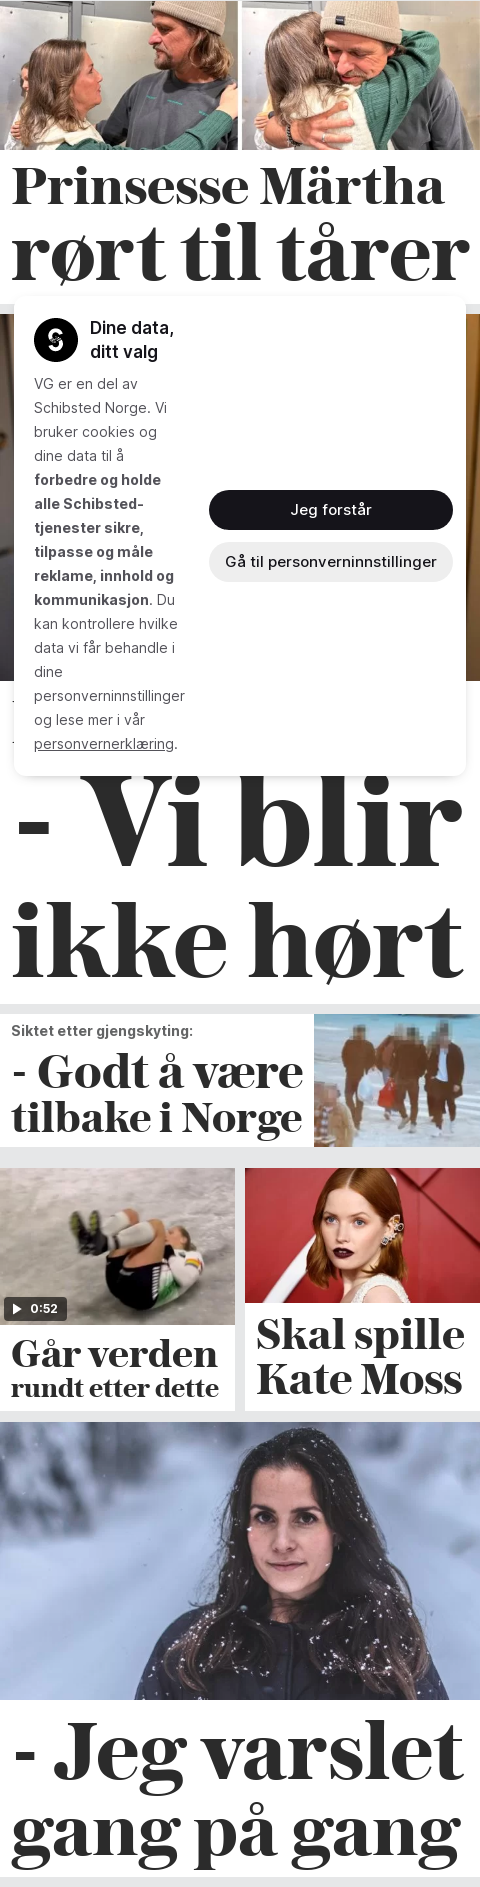 Prinsesse Märtha
rørt til tårer
Dine data,
ditt valg
VG er en del av
Schibsted Norge. Vi
bruker cookies og
dine data til å
forbedre og holde
alle Schibsted-
tjenester sikre,
tilpasse og måle
reklame, innhold og
kommunikasjon. Du
kan kontrollere hvilke
data vi får behandle i
dine
personverninnstillinger
og lese mer i vår
personvernerklæring.
Jeg forstår
Gå til personverninnstillinger
- Vi blir
ikke hørt
Siktet etter gjengskyting:
- Godt å være
tilbake i Norge
0:52
Går verden
rundt etter dette
Skal spille
Kate Moss
- Jeg varslet
gang på gang